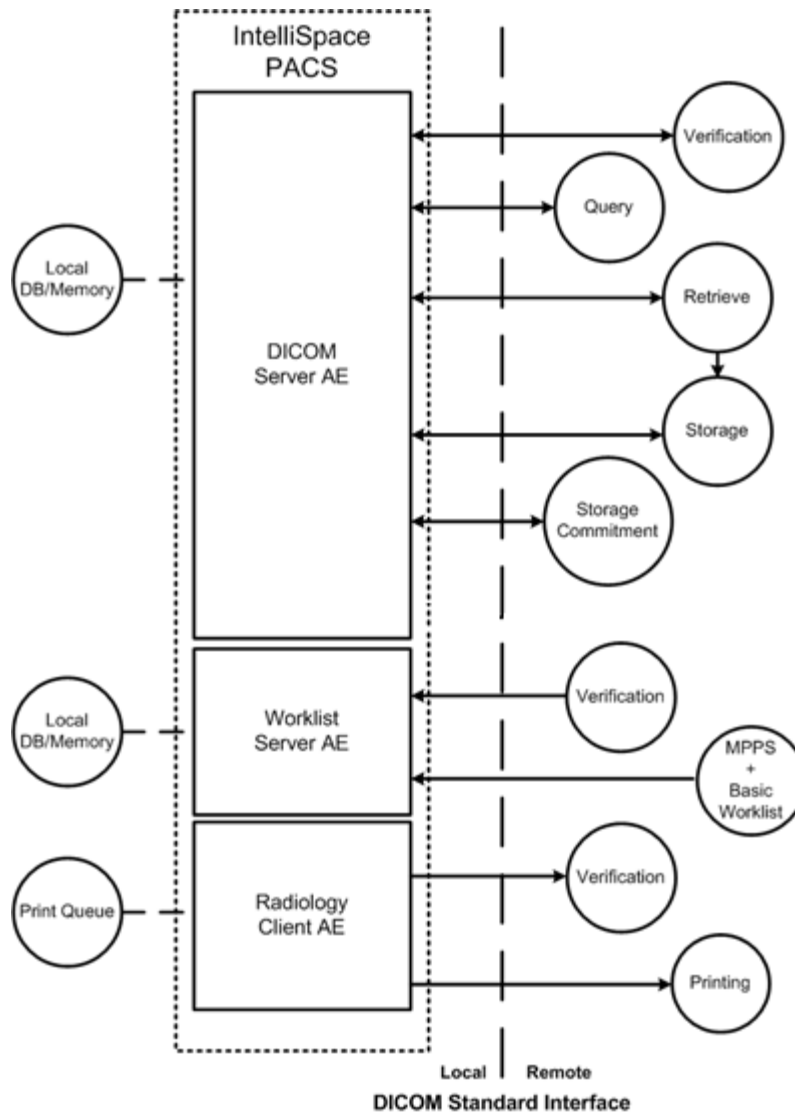 IntelliSpace
PACS
Verification
Query
Local
DB/Memory
Retrieve
DICOM
Server AE
Storage
Storage
Commitment
Verification
Local
DB/Memory
Worklist
Server AE
MPPS
+
Basic
Worklist
Verification
Print Queue
Radiology
Client AE
Printing
Local
Remote
DICOM Standard Interface